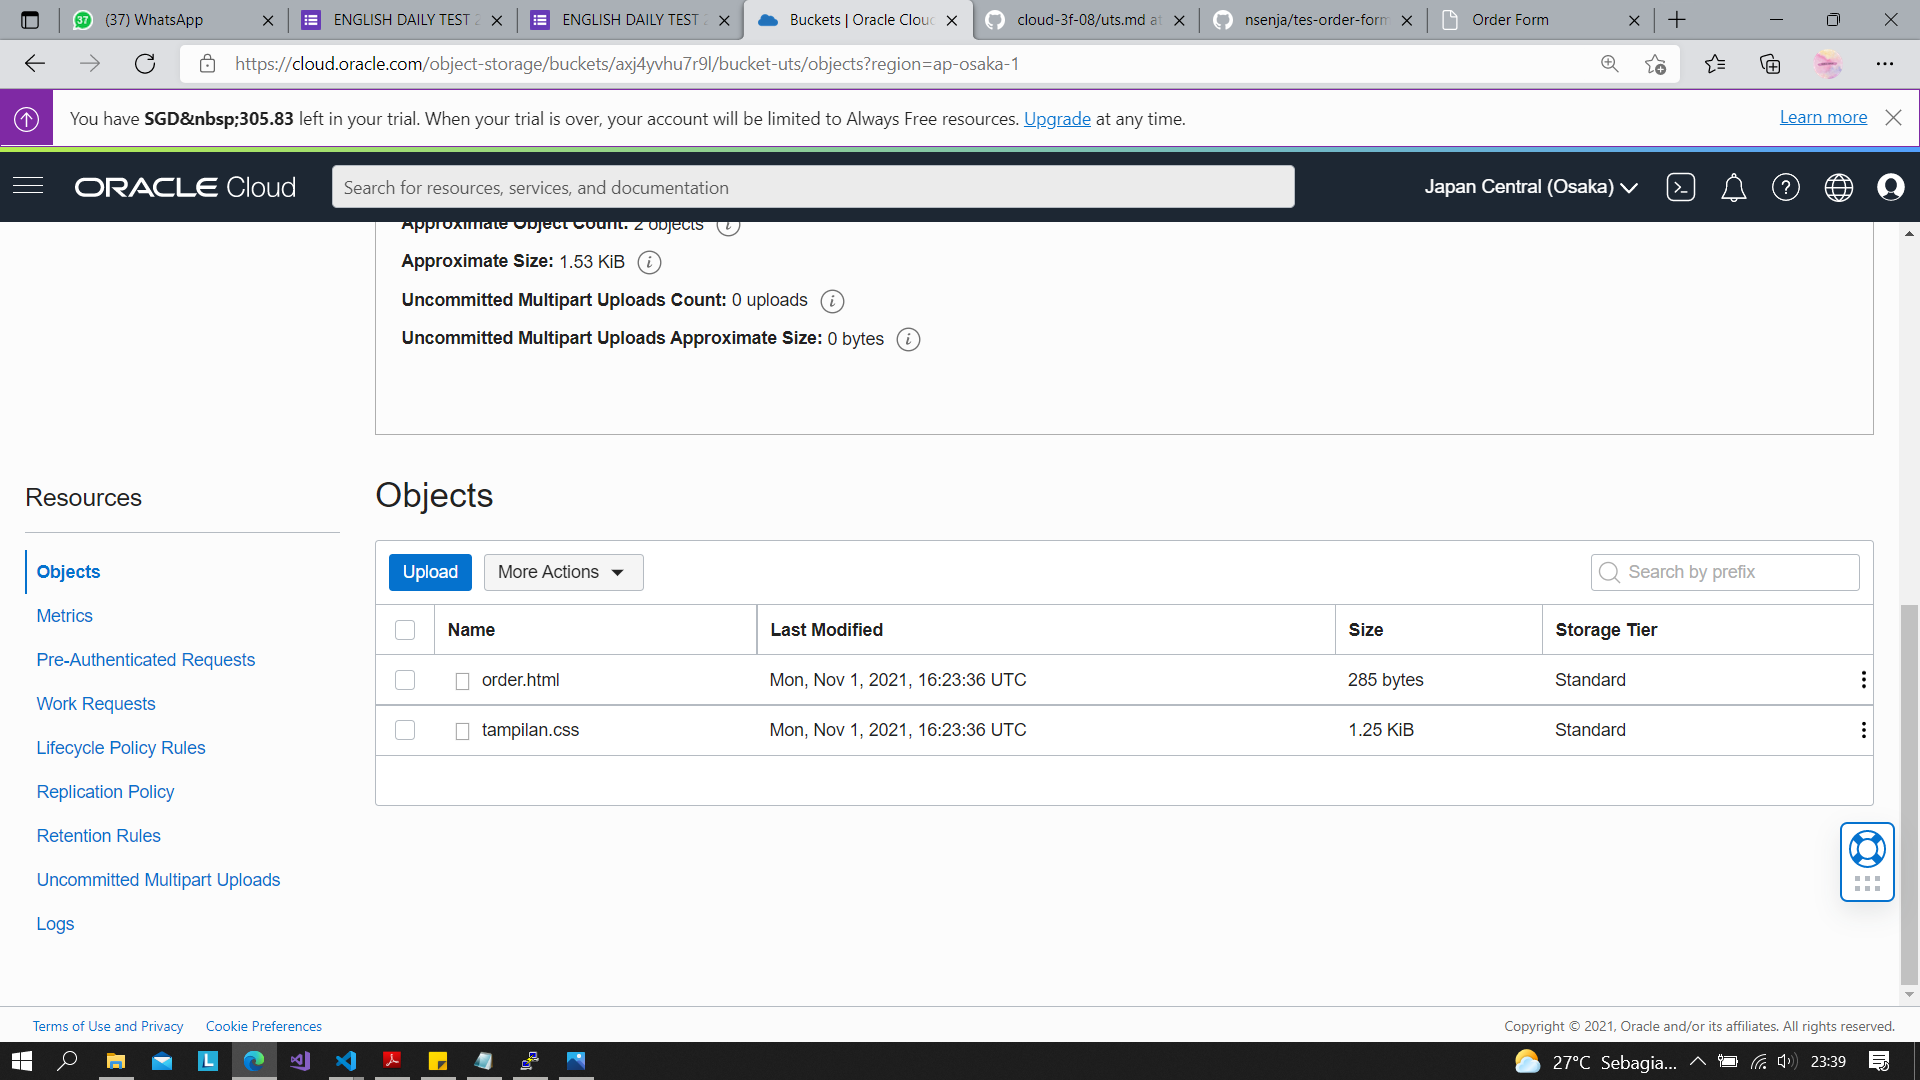 (37) WhatsApp
ENGLISH DAILY TEST 2
ENGLISH DAILY TEST 2
Buckets | Oracle Cloud
cloud-3f-08/uts.md at
nsenja/tes-order-form
Order Form
https://cloud.oracle.com/object-storage/buckets/axj4yvhu7r9l/bucket-uts/objects?region=ap-osaka-1
You have SGD&nbsp;305.83 left in your trial. When your trial is over, your account will be limited to Always Free resources. Upgrade at any time.
Learn more
ORACLE Cloud
Search for resources, services, and documentation
Japan Central (Osaka)
Approximate Object Count: 2 objects
Approximate Size: 1.53 KiB
Uncommitted Multipart Uploads Count: 0 uploads
Uncommitted Multipart Uploads Approximate Size: 0 bytes
Resources
Objects
Metrics
Pre-Authenticated Requests
Work Requests
Lifecycle Policy Rules
Replication Policy
Retention Rules
Uncommitted Multipart Uploads
Logs
Objects
Upload
More Actions
Search by prefix
Name Last Modified Size Storage Tier
order.html Mon, Nov 1, 2021, 16:23:36 UTC 285 bytes Standard
tampilan.css Mon, Nov 1, 2021, 16:23:36 UTC 1.25 KiB Standard
Terms of Use and Privacy Cookie Preferences
Copyright © 2021, Oracle and/or its affiliates. All rights reserved.
27°C Sebagia... 23:39